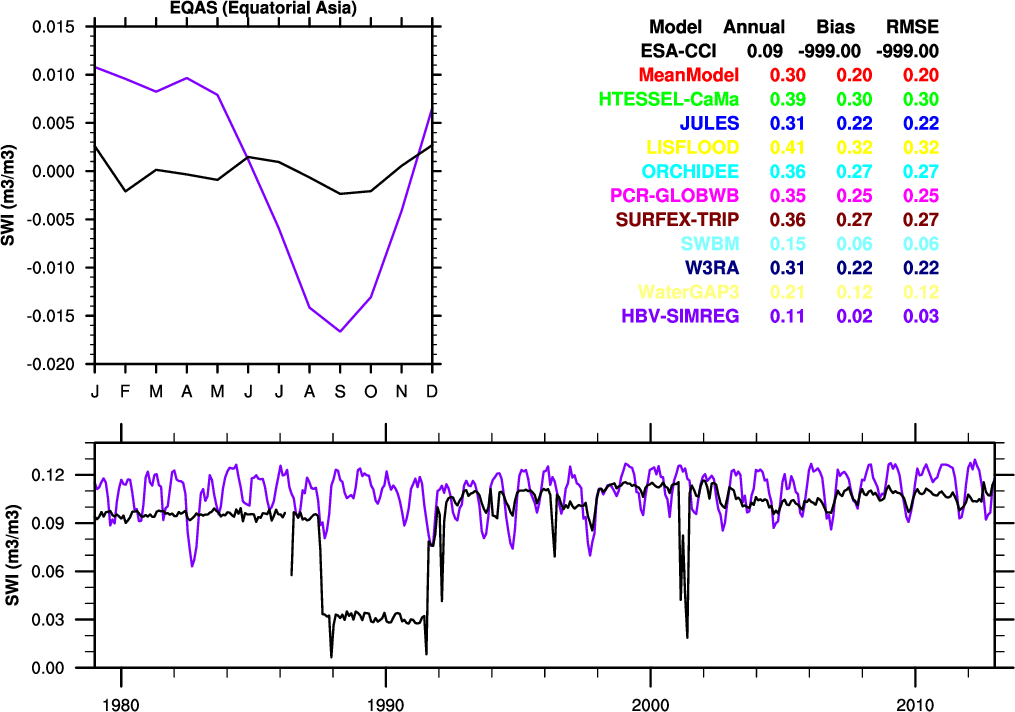 EQAS (Equatorial Asia)
0.015
0.010
0.005
0.000
-0.005
-0.010
-0.015
-0.020
SWI (m3/m3)
J F M A M J J A S O N D
Model Annual Bias RMSE
ESA-CCI 0.09 -999.00 -999.00
MeanModel 0.30 0.20 0.20
HTESSEL-CaMa 0.39 0.30 0.30
JULES 0.31 0.22 0.22
LISFLOOD 0.41 0.32 0.32
ORCHIDEE 0.36 0.27 0.27
PCR-GLOBWB 0.35 0.25 0.25
SURFEX-TRIP 0.36 0.27 0.27
SWBM 0.15 0.06 0.06
W3RA 0.31 0.22 0.22
WaterGAP3 0.21 0.12 0.12
HBV-SIMREG 0.11 0.02 0.03
0.12
0.09
0.06
0.03
0.00
SWI (m3/m3)
1980 1990 2000 2010